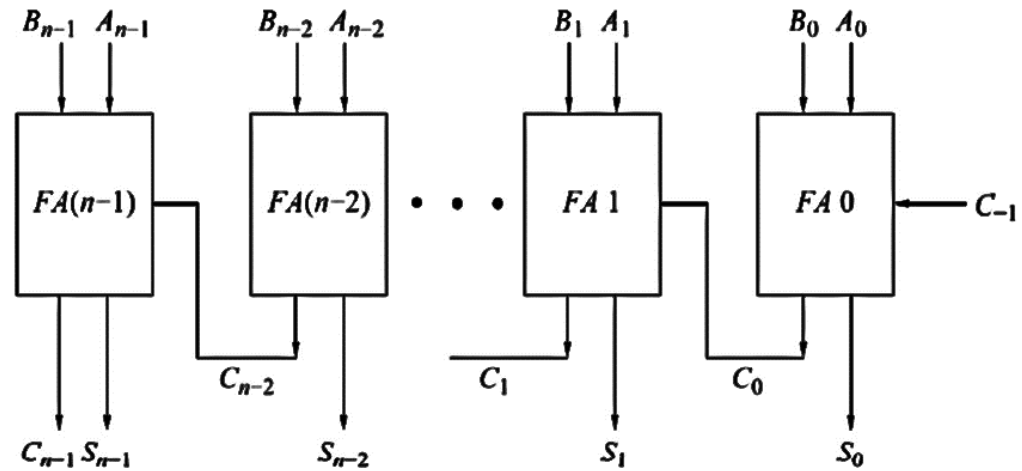 Bn−1 An−1 Bn−2 An−2 B1 A1 B0 A0
FA(n−1) FA(n−2) • • • FA 1 FA 0 C−1
Cn−2 C1 C0
Cn−1 Sn−1 Sn−2 S1 S0